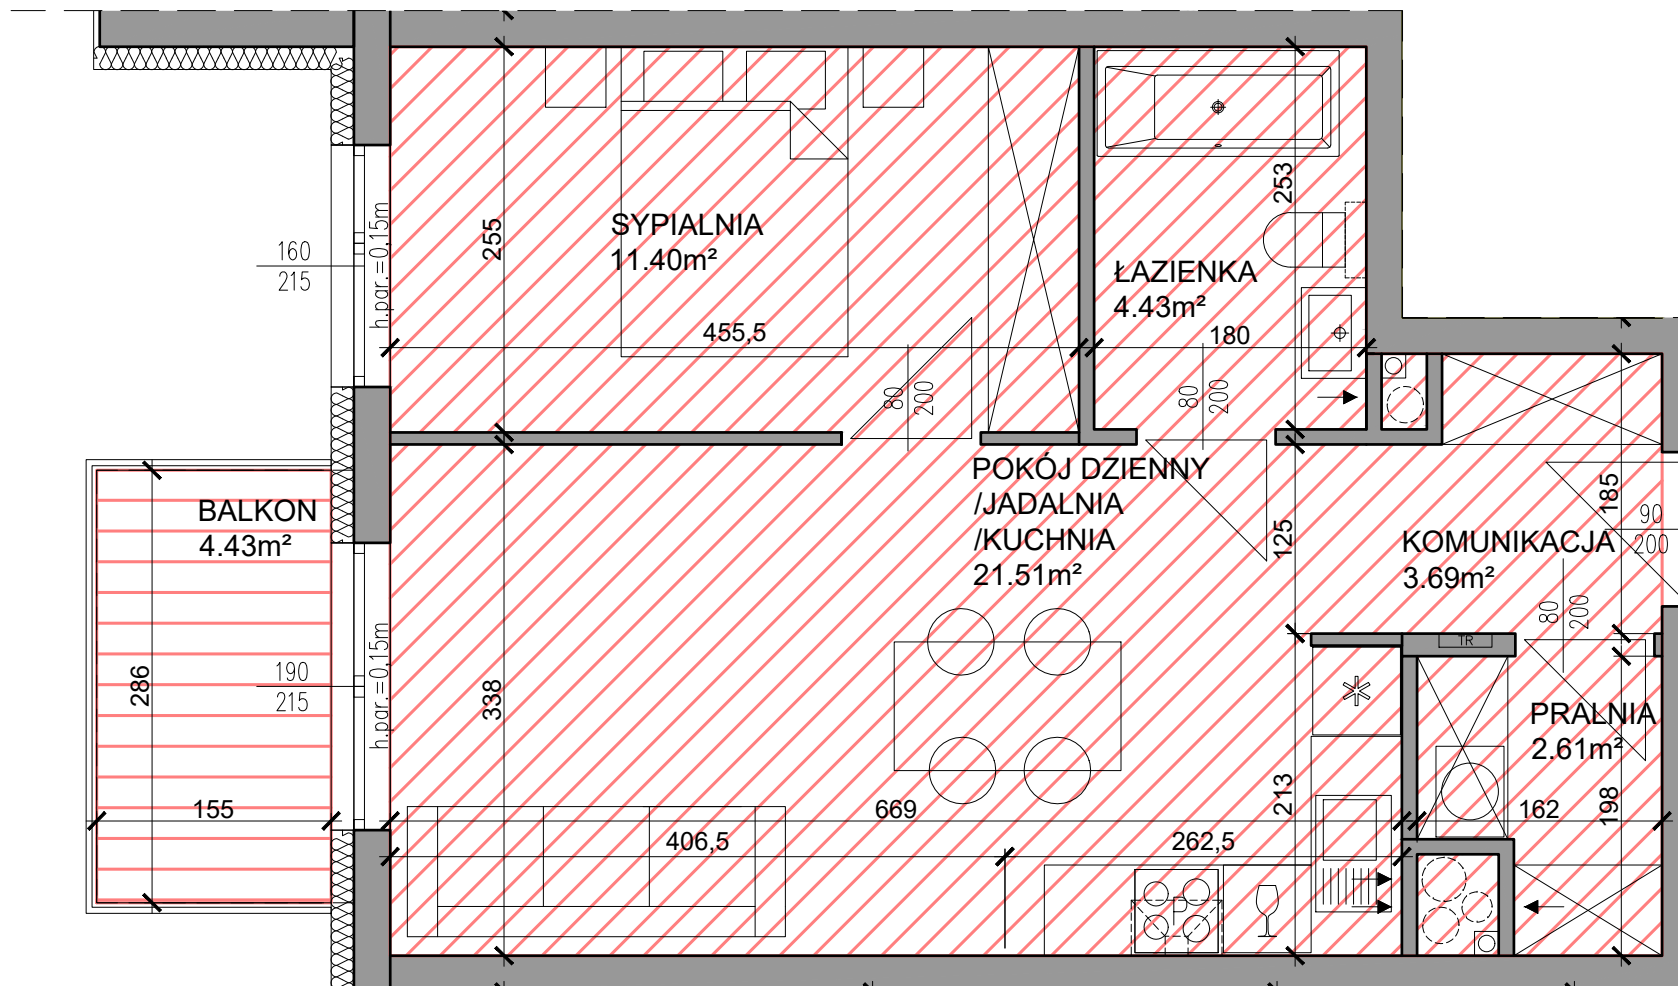 SYPIALNIA
11.40m²
255
455,5
160
215
h.par.=0,15m
80
200
ŁAZIENKA
4.43m²
253
180
80
200
POKÓJ DZIENNY
/JADALNIA
/KUCHNIA
21.51m²
125
KOMUNIKACJA
3.69m²
185
90
200
80
200
TR
BALKON
4.43m²
286
155
190
215
h.par.=0,15m
338
669
406,5
262,5
213
PRALNIA
2.61m²
162
198
P